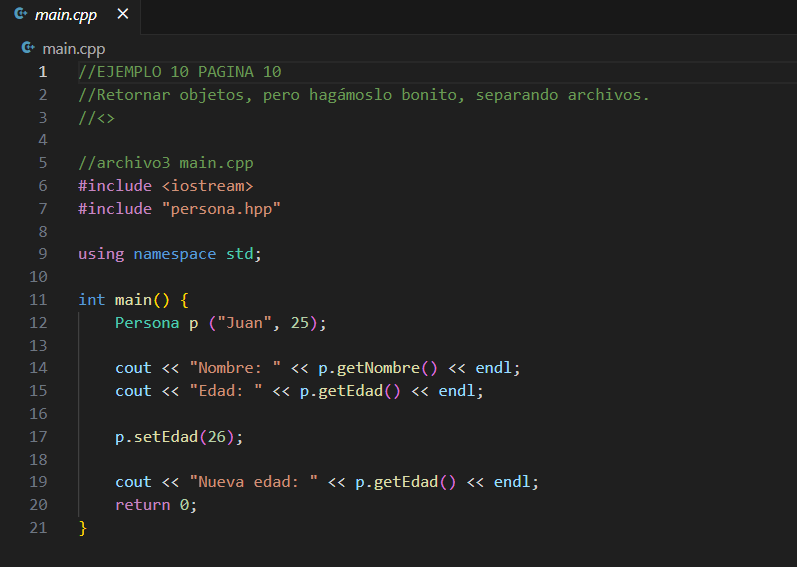 main.cpp ×
main.cpp
1 //EJEMPLO 10 PAGINA 10
2 //Retornar objetos, pero hagámoslo bonito, separando archivos.
3 //<>
4
5 //archivo3 main.cpp
6 #include <iostream>
7 #include "persona.hpp"
8
9 using namespace std;
10
11 int main() {
12     Persona p ("Juan", 25);
13
14     cout << "Nombre: " << p.getNombre() << endl;
15     cout << "Edad: " << p.getEdad() << endl;
16
17     p.setEdad(26);
18
19     cout << "Nueva edad: " << p.getEdad() << endl;
20     return 0;
21 }